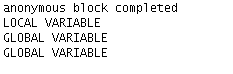 anonymous block completed
LOCAL VARIABLE
GLOBAL VARIABLE
GLOBAL VARIABLE